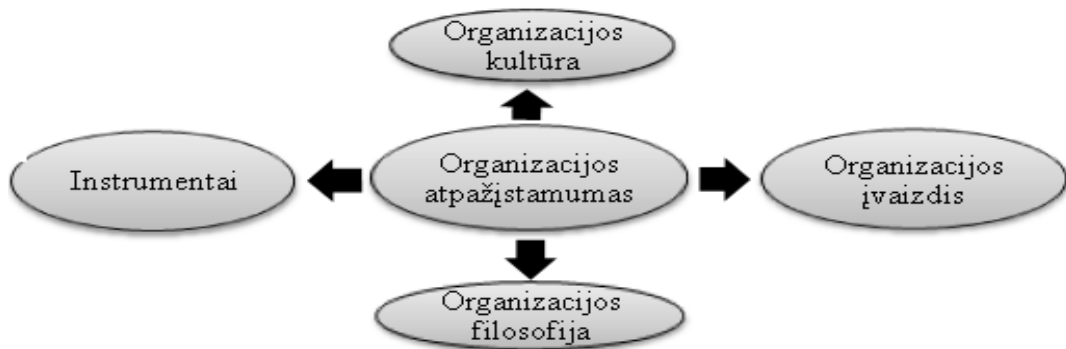 Organizacijos
kultūra
Instrumentai
Organizacijos
atpažįstamumas
Organizacijos
įvaizdis
Organizacijos
filosofija